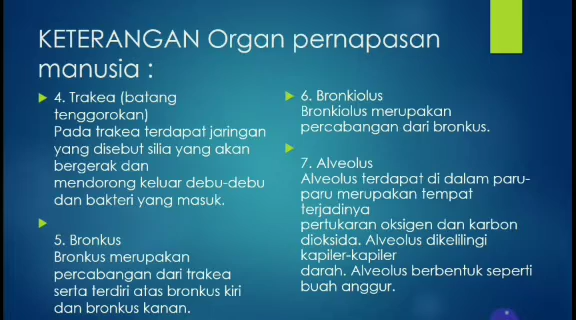 KETERANGAN Organ pernapasan
manusia :
4. Trakea (batang
tenggorokan)
Pada trakea terdapat jaringan
yang disebut silia yang akan
bergerak dan
mendorong keluar debu-debu
dan bakteri yang masuk.
5. Bronkus
Bronkus merupakan
percabangan dari trakea
serta terdiri atas bronkus kiri
dan bronkus kanan.
6. Bronkiolus
Bronkiolus merupakan
percabangan dari bronkus.
7. Alveolus
Alveolus terdapat di dalam paru-
paru merupakan tempat
terjadinya
pertukaran oksigen dan karbon
dioksida. Alveolus dikelilingi
kapiler-kapiler
darah. Alveolus berbentuk seperti
buah anggur.